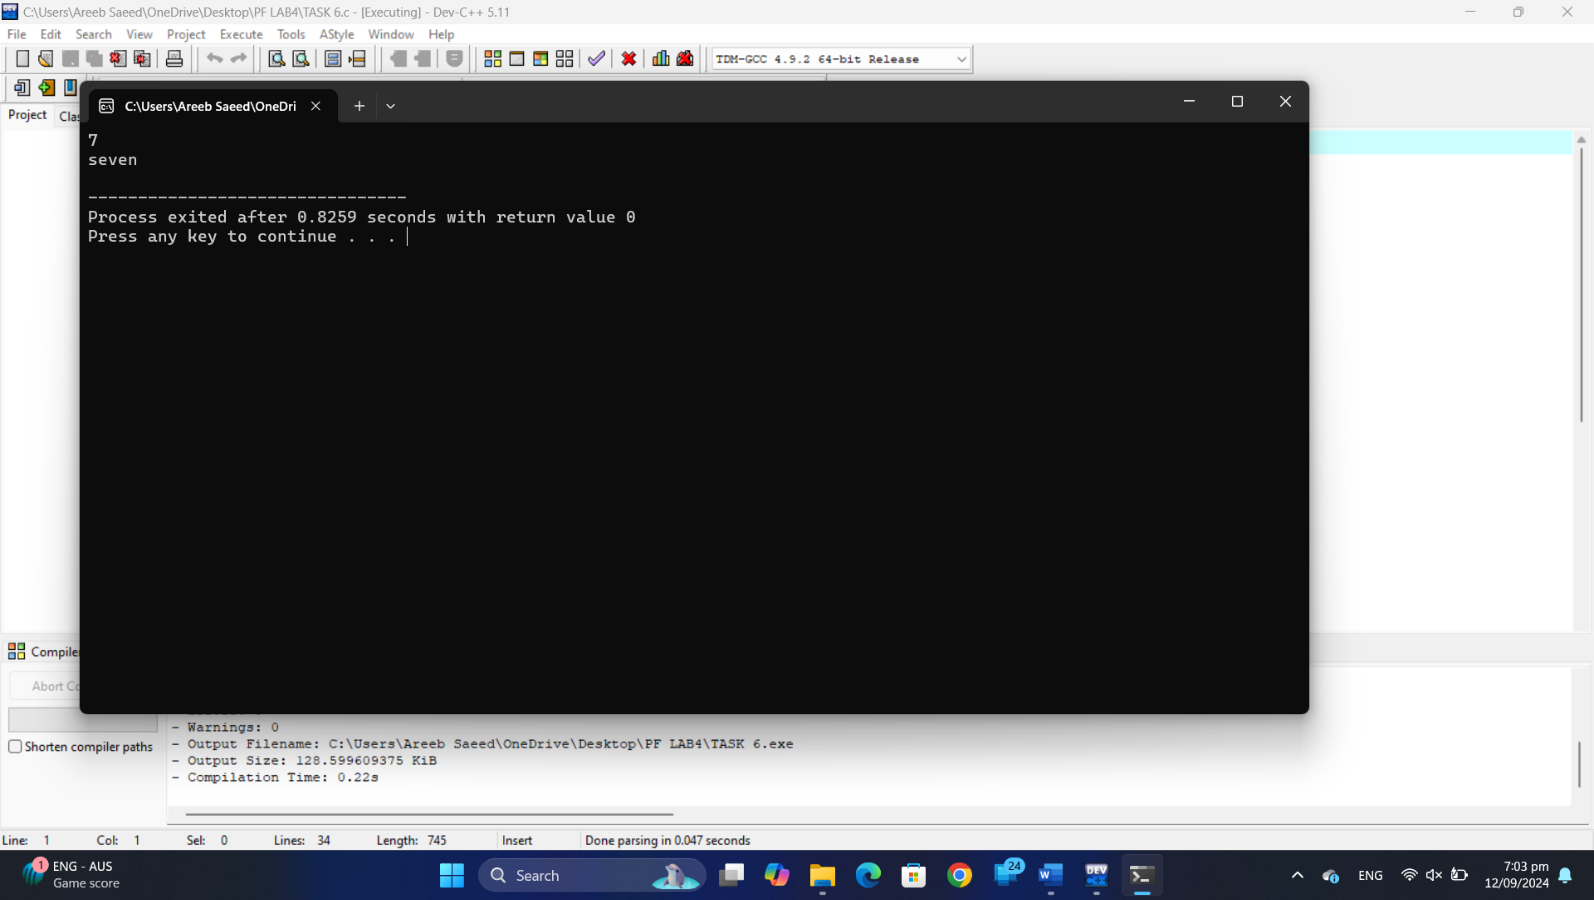 C:\Users\Areeb Saeed\OneDrive\Desktop\PF LAB4\TASK 6.c - [Executing] - Dev-C++ 5.11
File Edit Search View Project Execute Tools AStyle Window Help
TDM-GCC 4.9.2 64-bit Release
Project
C:\Users\Areeb Saeed\OneDri
7
seven
--------------------------------
Process exited after 0.8259 seconds with return value 0
Press any key to continue . . .
Compiler
Abort
Shorten compiler paths
- Warnings: 0
- Output Filename: C:\Users\Areeb Saeed\OneDrive\Desktop\PF LAB4\TASK 6.exe
- Output Size: 128.599609375 KiB
- Compilation Time: 0.22s
Line: 1 Col: 1 Sel: 0 Lines: 34 Length: 745 Insert Done parsing in 0.047 seconds
1
ENG - AUS
Game score
Search
24
W
DEV
ENG
7:03 pm
12/09/2024